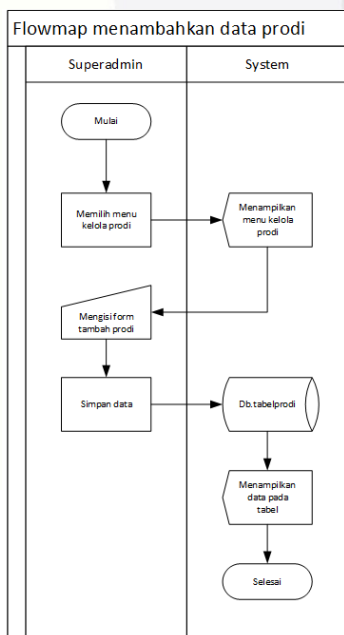 Flowmap menambahkan data prodi
Superadmin
System
Mulai
Memilih menu
kelola prodi
Menampilkan
menu kelola
prodi
Mengisi form
tambah prodi
Simpan data
Db.tabelprodi
Menampilkan
data pada
tabel
Selesai